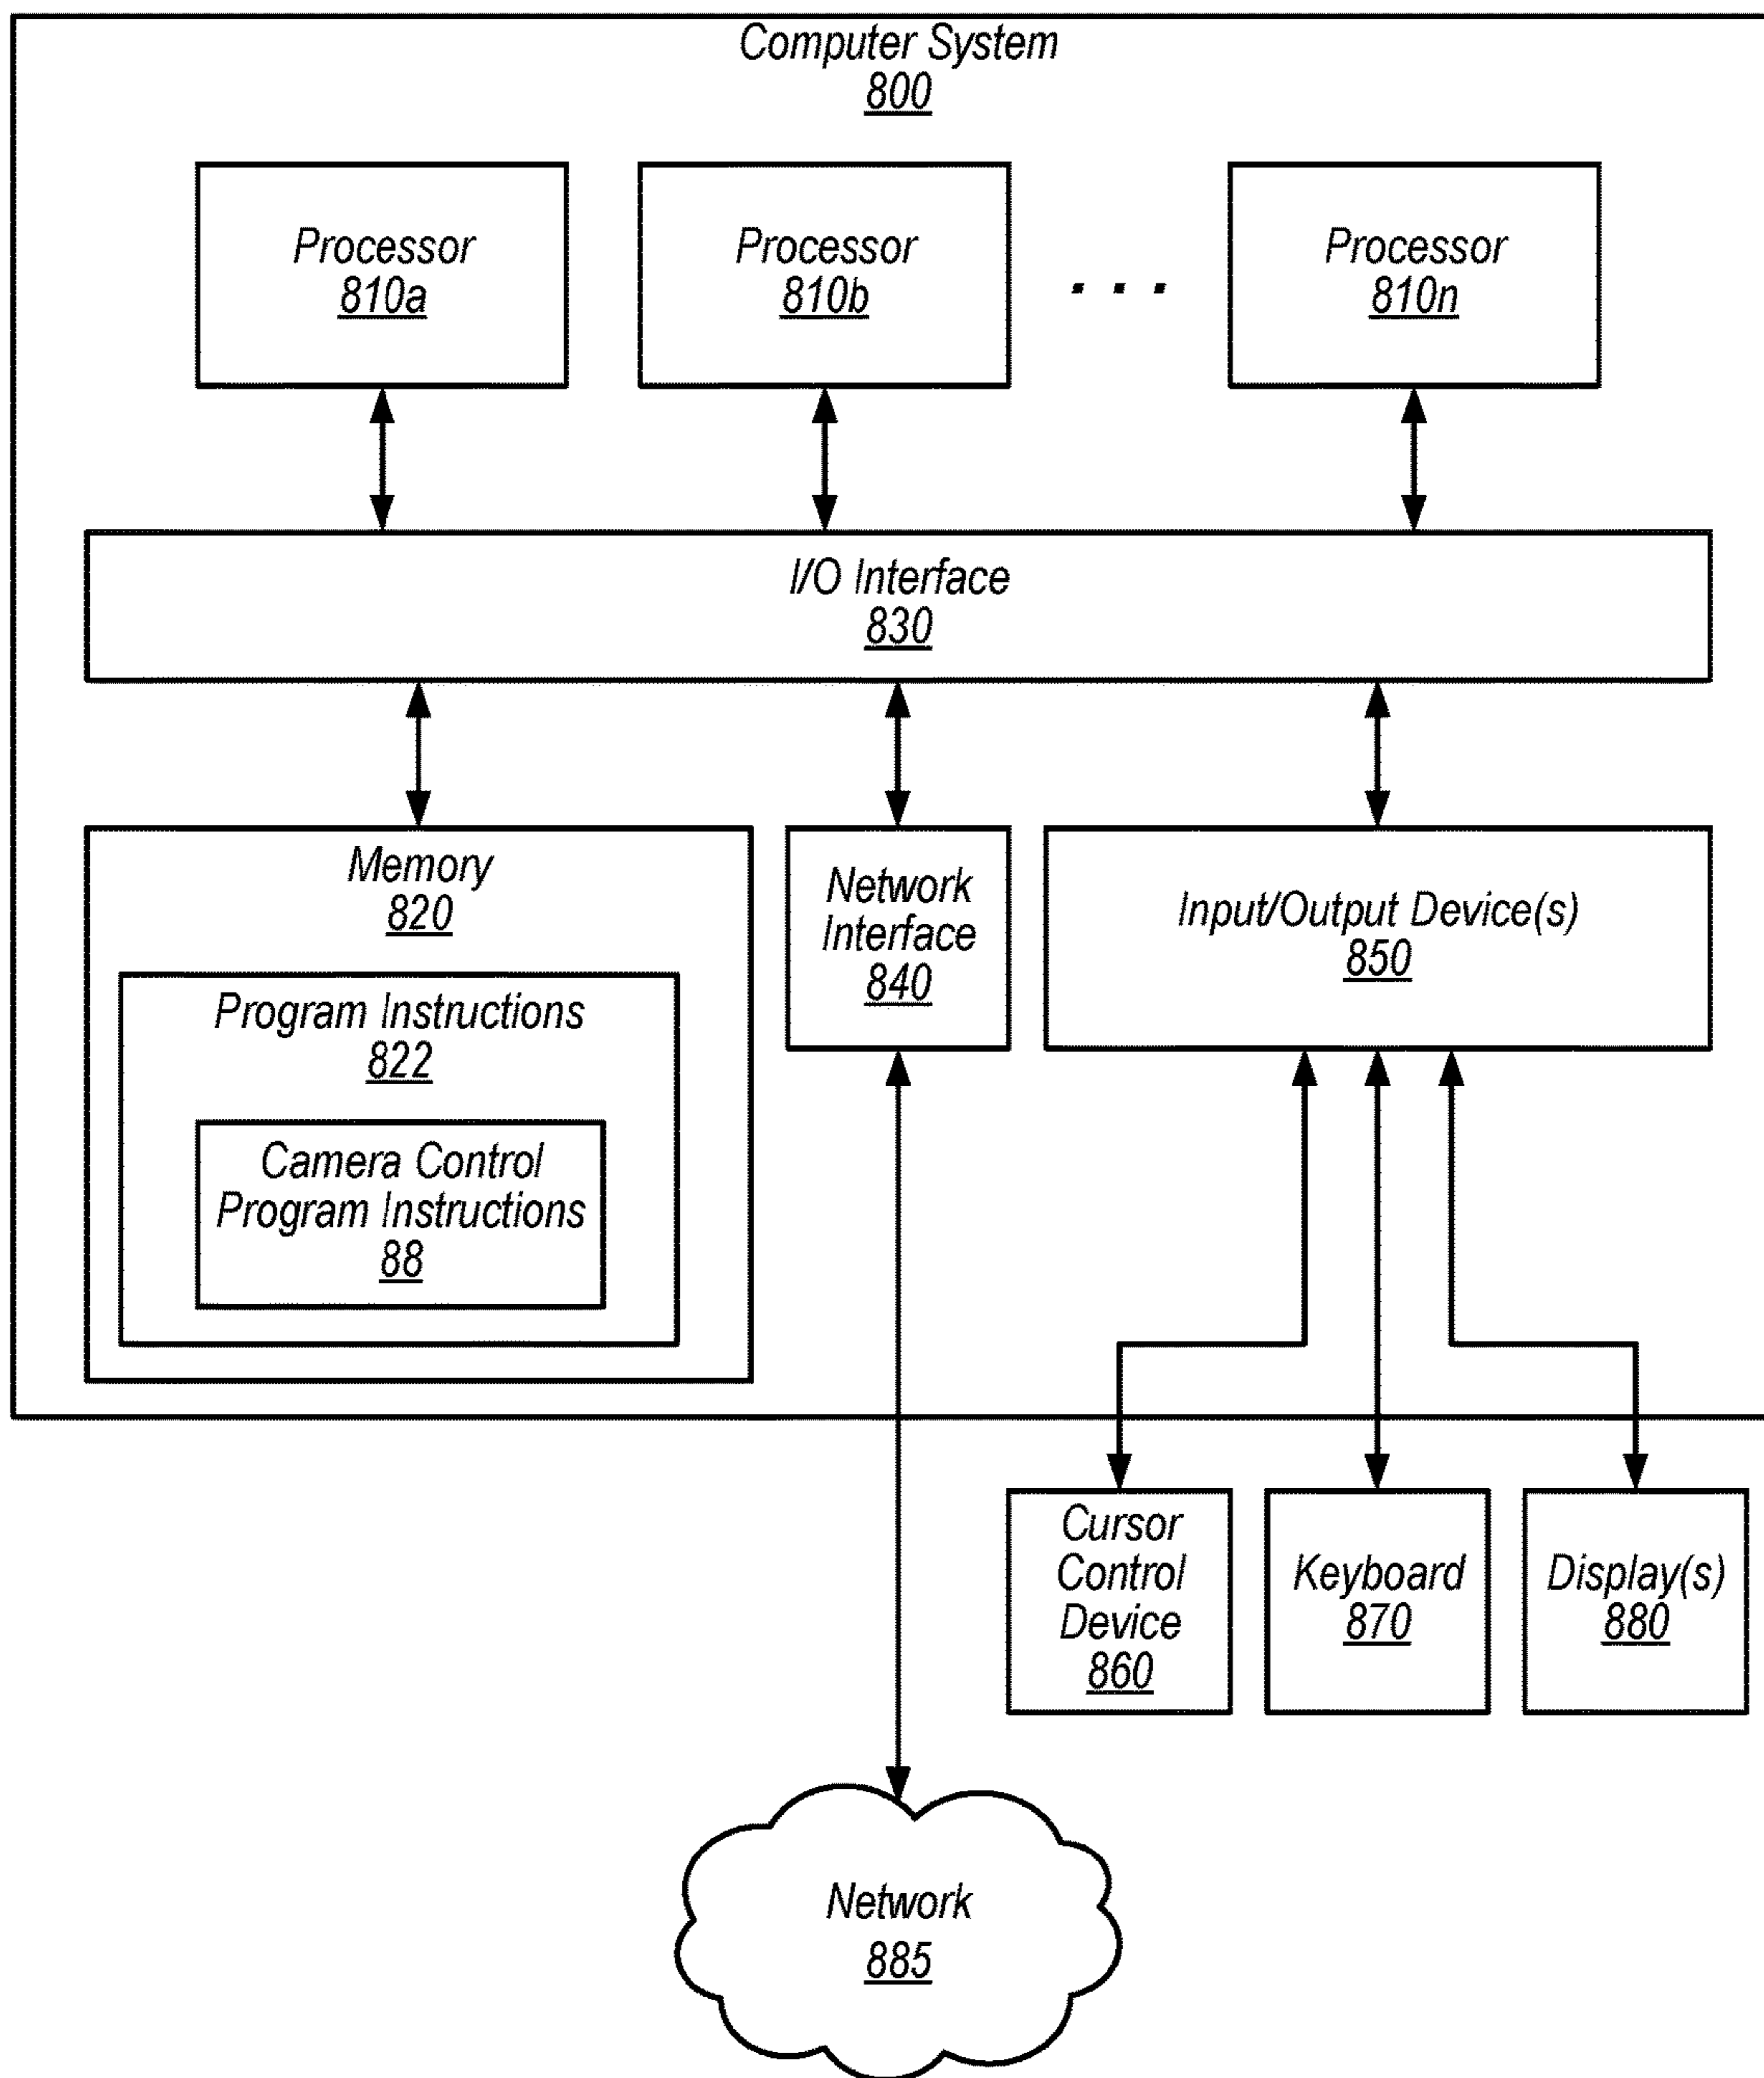 Computer System
800
Processor
810a
Processor
810b
. . .
Processor
810n
I/O Interface
830
Memory
820
Program Instructions
822
Camera Control
Program Instructions
88
Network
Interface
840
Input/Output Device(s)
850
Cursor
Control
Device
860
Keyboard
870
Display(s)
880
Network
885